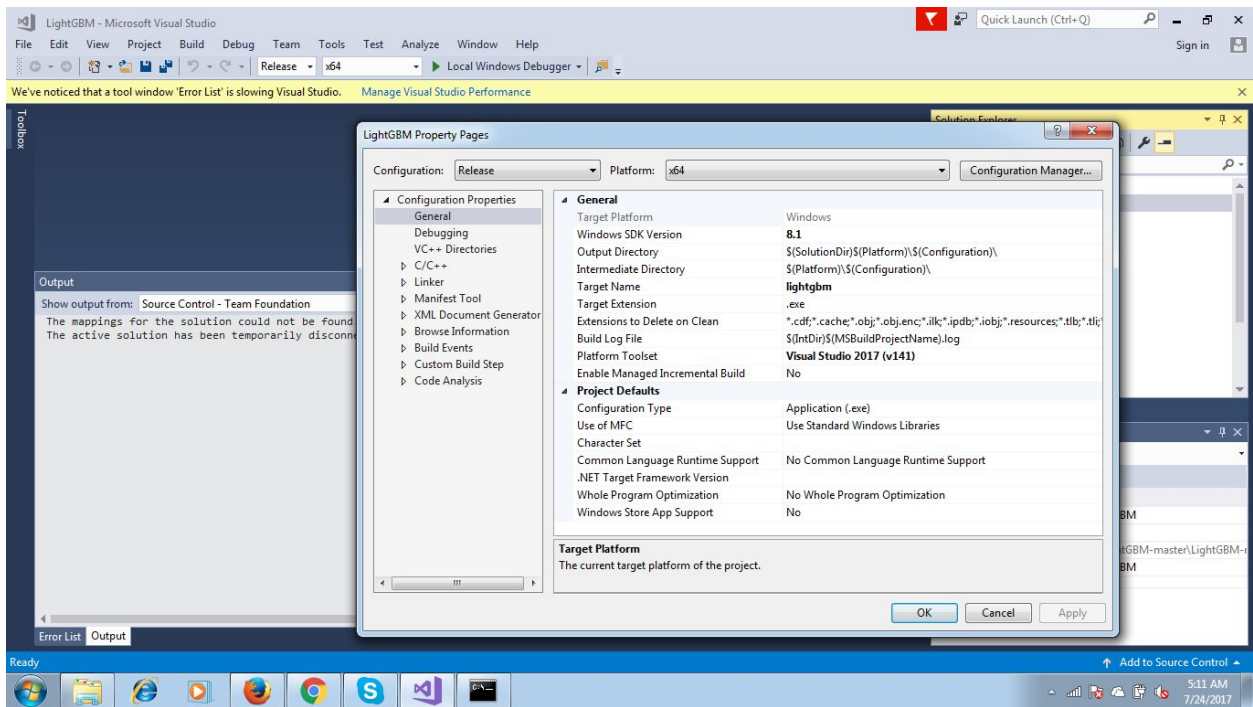 LightGBM - Microsoft Visual Studio
Quick Launch (Ctrl+Q)
File Edit View Project Build Debug Team Tools Test Analyze Window Help
Sign in
Release x64 Local Windows Debugger
We've noticed that a tool window 'Error List' is slowing Visual Studio. Manage Visual Studio Performance
Toolbox
Solution Explorer
LightGBM Property Pages
Configuration: Release Platform: x64 Configuration Manager...
Configuration Properties
General
Debugging
VC++ Directories
C/C++
Linker
Manifest Tool
XML Document Generator
Browse Information
Build Events
Custom Build Step
Code Analysis
General
Target Platform Windows
Windows SDK Version 8.1
Output Directory $(SolutionDir)$(Platform)\$(Configuration)\
Intermediate Directory $(Platform)\$(Configuration)\
Target Name lightgbm
Target Extension .exe
Extensions to Delete on Clean *.cdf;*.cache;*.obj;*.obj.enc;*.ilk;*.ipdb;*.iobj;*.resources;*.tlb;*.tli;*
Build Log File $(IntDir)$(MSBuildProjectName).log
Platform Toolset Visual Studio 2017 (v141)
Enable Managed Incremental Build No
Project Defaults
Configuration Type Application (.exe)
Use of MFC Use Standard Windows Libraries
Character Set
Common Language Runtime Support No Common Language Runtime Support
.NET Target Framework Version
Whole Program Optimization No Whole Program Optimization
Windows Store App Support No
Target Platform
The current target platform of the project.
OK Cancel Apply
Output
Show output from: Source Control - Team Foundation
The mappings for the solution could not be found
The active solution has been temporarily disconne
BM
tGBM-master\LightGBM-
BM
Error List Output
Ready
Add to Source Control
5:11 AM
7/24/2017